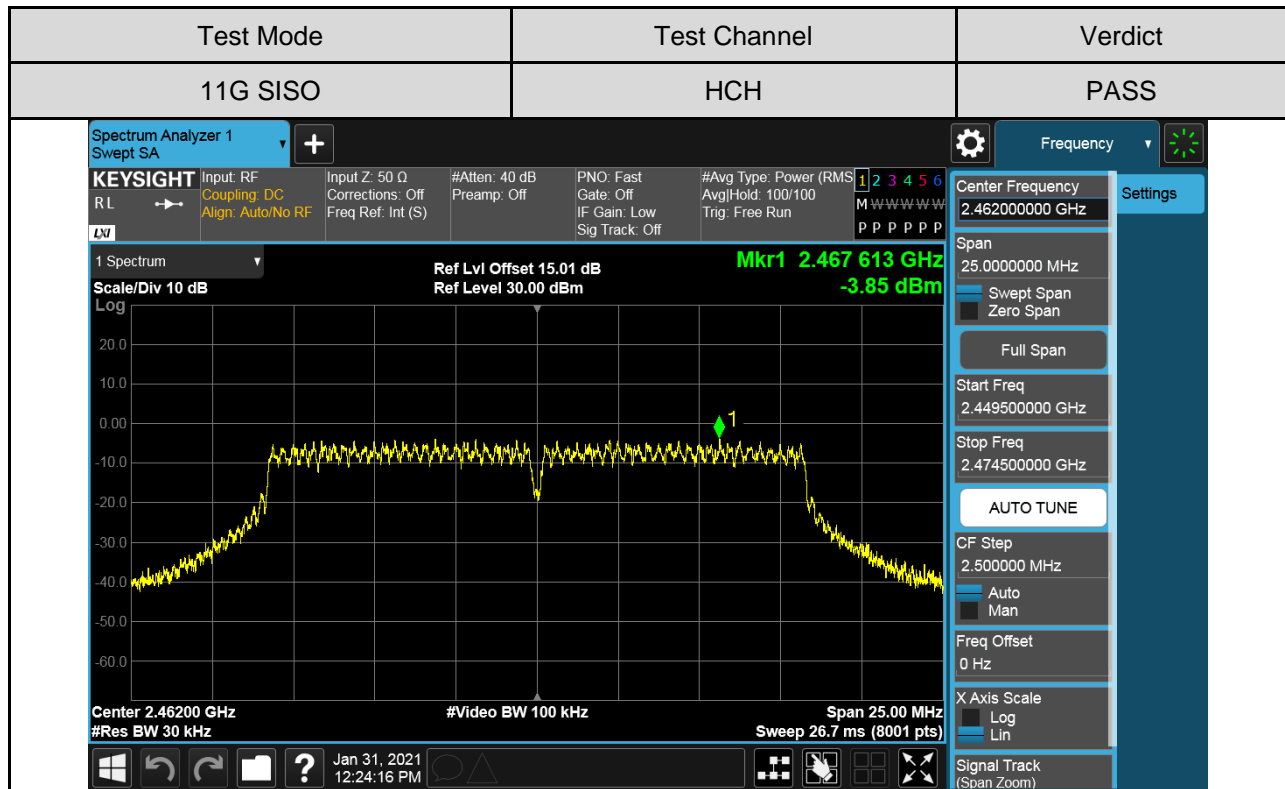 Test Mode Test Channel Verdict
11G SISO HCH PASS
Spectrum Analyzer 1
Swept SA
+
Frequency
KEYSIGHT
RL
LXI
Input: RF
Coupling: DC
Align: Auto/No RF
Input Z: 50 Ω
Corrections: Off
Freq Ref: Int (S)
#Atten: 40 dB
Preamp: Off
PNO: Fast
Gate: Off
IF Gain: Low
Sig Track: Off
#Avg Type: Power (RMS
Avg|Hold: 100/100
Trig: Free Run
1 2 3 4 5 6
M W W W W W
P P P P P P
1 Spectrum
Scale/Div 10 dB
Ref Lvl Offset 15.01 dB
Ref Level 30.00 dBm
Mkr1 2.467 613 GHz
-3.85 dBm
Log
20.0
10.0
0.00
-10.0
-20.0
-30.0
-40.0
-50.0
-60.0
1
Center 2.46200 GHz
#Res BW 30 kHz
#Video BW 100 kHz
Span 25.00 MHz
Sweep 26.7 ms (8001 pts)
?
Jan 31, 2021
12:24:16 PM
Center Frequency
2.462000000 GHz
Settings
Span
25.0000000 MHz
Swept Span
Zero Span
Full Span
Start Freq
2.449500000 GHz
Stop Freq
2.474500000 GHz
AUTO TUNE
CF Step
2.500000 MHz
Auto
Man
Freq Offset
0 Hz
X Axis Scale
Log
Lin
Signal Track
(Span Zoom)